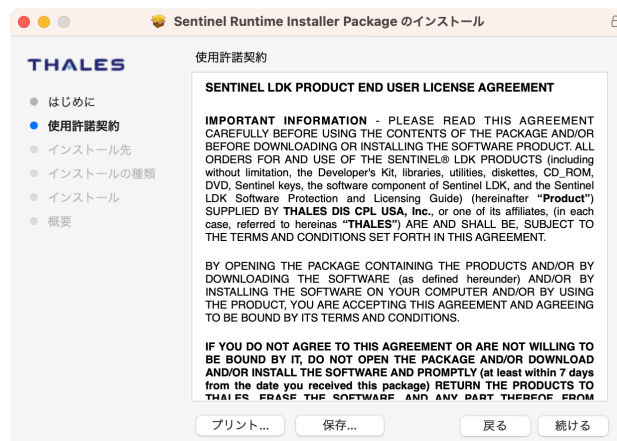 Sentinel Runtime Installer Package のインストール
THALES
使用許諾契約
はじめに
使用許諾契約
インストール先
インストールの種類
インストール
概要
SENTINEL LDK PRODUCT END USER LICENSE AGREEMENT
IMPORTANT INFORMATION - PLEASE READ THIS AGREEMENT
CAREFULLY BEFORE USING THE CONTENTS OF THE PACKAGE AND/OR
BEFORE DOWNLOADING OR INSTALLING THE SOFTWARE PRODUCT. ALL
ORDERS FOR AND USE OF THE SENTINEL® LDK PRODUCTS (including
without limitation, the Developer's Kit, libraries, utilities, diskettes, CD_ROM,
DVD, Sentinel keys, the software component of Sentinel LDK, and the Sentinel
LDK Software Protection and Licensing Guide) (hereinafter “Product”)
SUPPLIED BY THALES DIS CPL USA, Inc., or one of its affiliates, (in each
case, referred to hereinas “THALES”) ARE AND SHALL BE, SUBJECT TO
THE TERMS AND CONDITIONS SET FORTH IN THIS AGREEMENT.
BY OPENING THE PACKAGE CONTAINING THE PRODUCTS AND/OR BY
DOWNLOADING THE SOFTWARE (as defined hereunder) AND/OR BY
INSTALLING THE SOFTWARE ON YOUR COMPUTER AND/OR BY USING
THE PRODUCT, YOU ARE ACCEPTING THIS AGREEMENT AND AGREEING
TO BE BOUND BY ITS TERMS AND CONDITIONS.
IF YOU DO NOT AGREE TO THIS AGREEMENT OR ARE NOT WILLING TO
BE BOUND BY IT, DO NOT OPEN THE PACKAGE AND/OR DOWNLOAD
AND/OR INSTALL THE SOFTWARE AND PROMPTLY (at least within 7 days
from the date you received this package) RETURN THE PRODUCTS TO
THALES, ERASE THE SOFTWARE, AND ANY PART THEREOF, FROM
プリント...
保存...
戻る
続ける